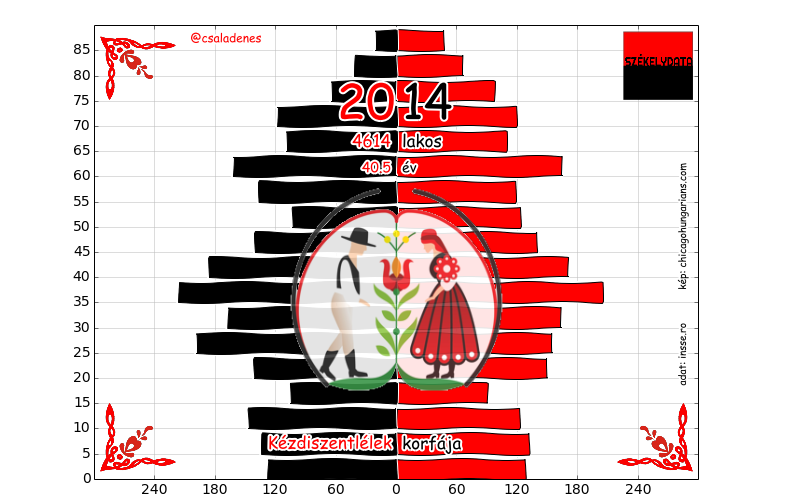 @csaladenes
SZÉKELYDATA
2014
4614 lakos
40.5 év
kép: chicagohungarians.com
adat: insse.ro
Kézdiszentlélek korfája
85
80
75
70
65
60
55
50
45
40
35
30
25
20
15
10
5
0
240 180 120 60 0 60 120 180 240